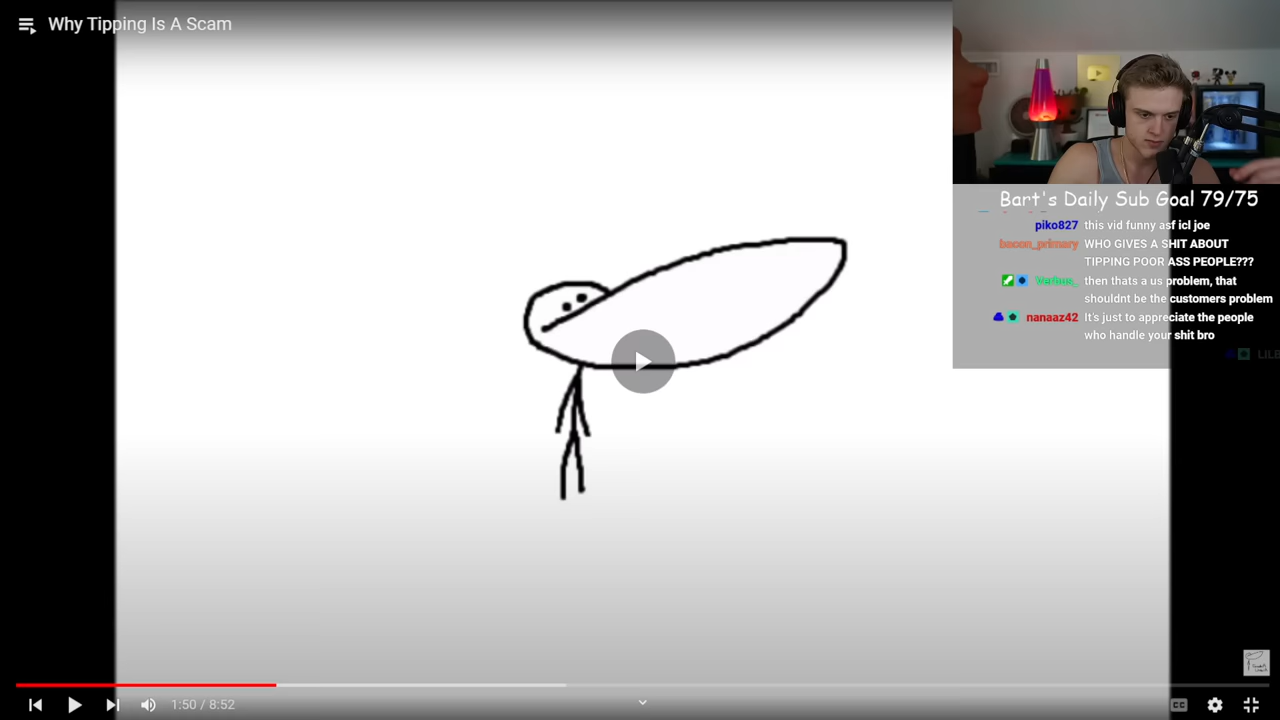 Why Tipping Is A Scam
Bart's Daily Sub Goal 79/75
piko827 this vid funny asf icl joe
bacon_primary WHO GIVES A SHIT ABOUT
TIPPING POOR ASS PEOPLE???
Verbus_ then thats a us problem, that
shouldnt be the customers problem
nanaaz42 It's just to appreciate the people
who handle your shit bro
1:50 / 8:52
CC